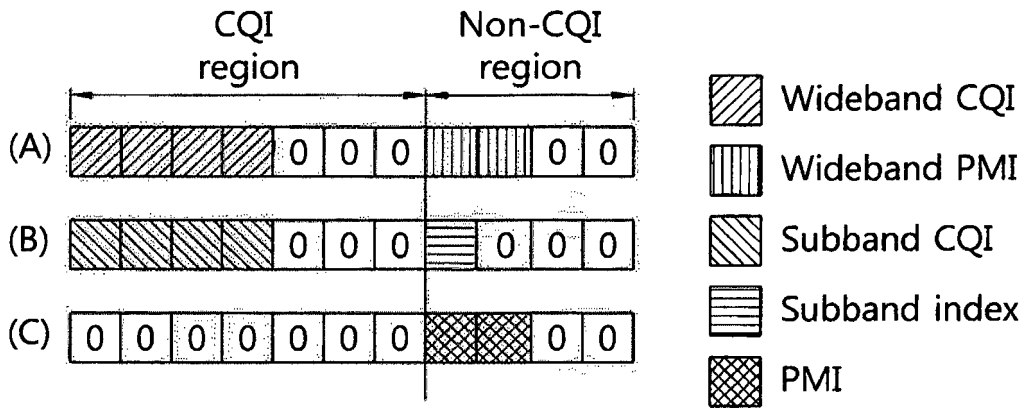 CQI region
Non-CQI region
(A) 0 0 0 0 0
(B) 0 0 0 0 0 0
(C) 0 0 0 0 0 0 0 0 0
Wideband CQI
Wideband PMI
Subband CQI
Subband index
PMI